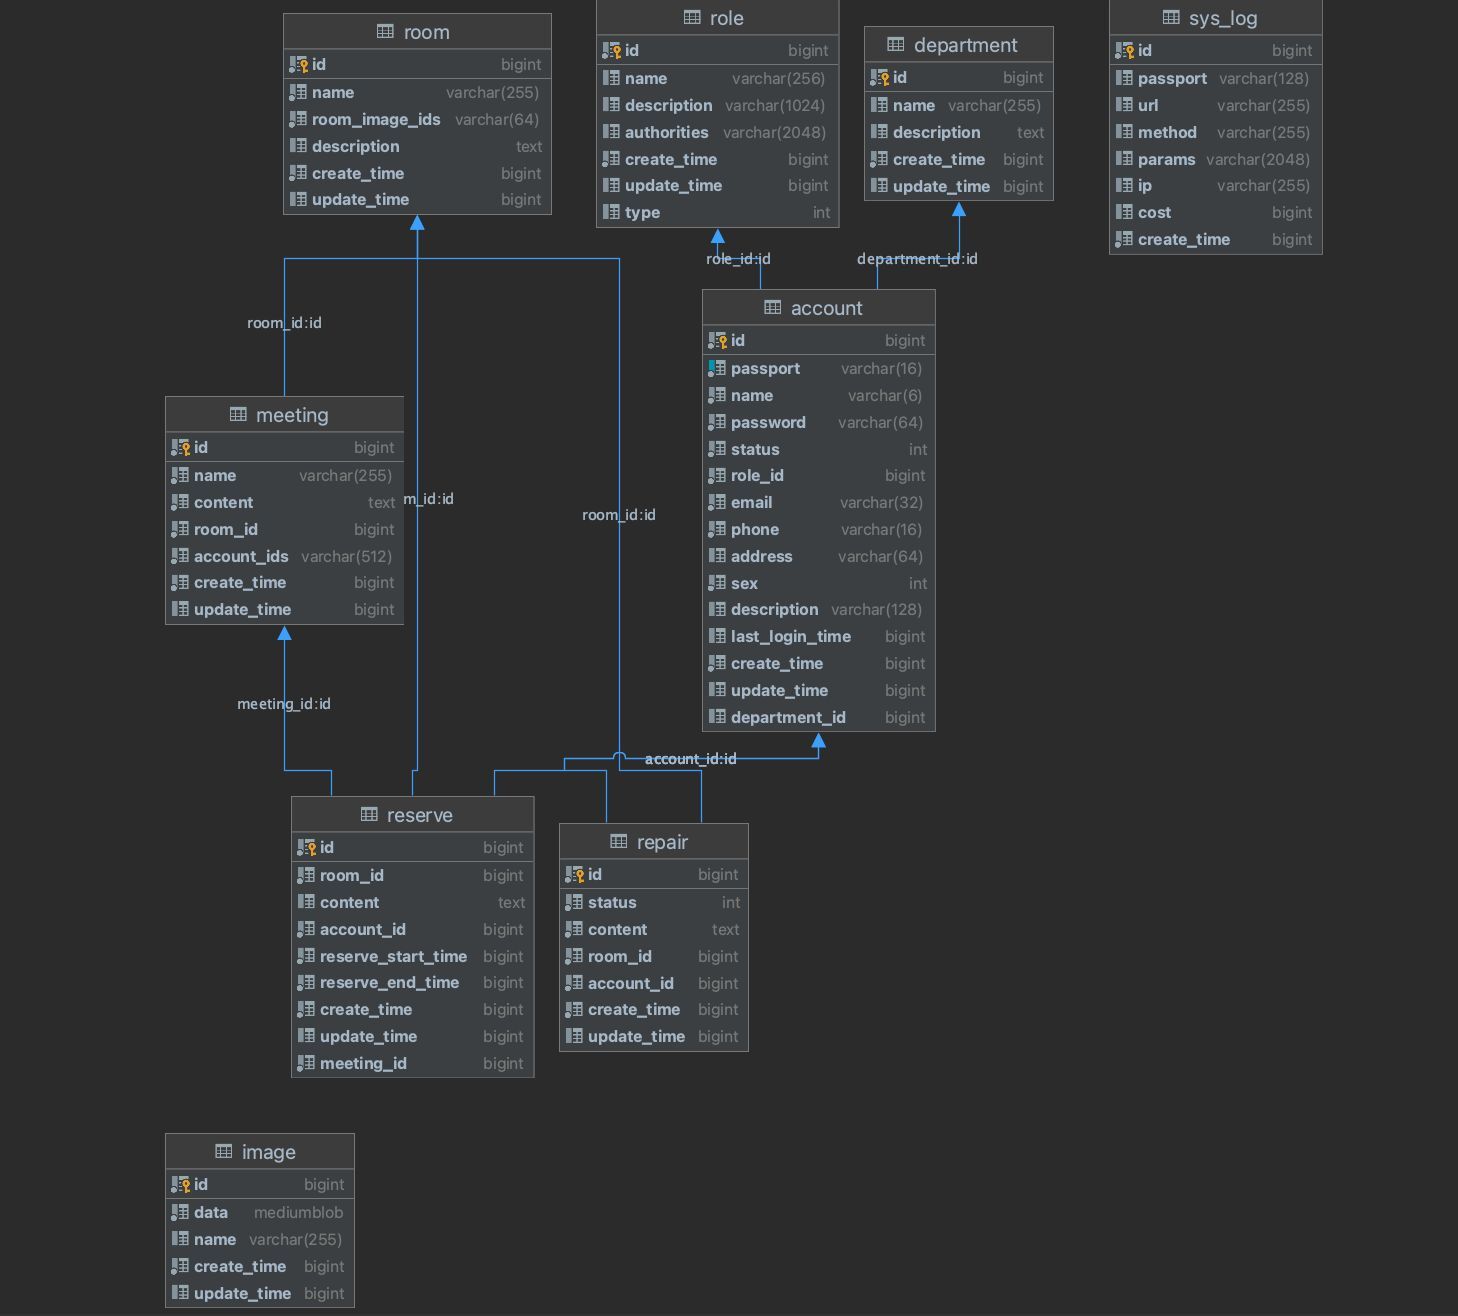 room
id bigint
name varchar(255)
room_image_ids varchar(64)
description text
create_time bigint
update_time bigint
role
id bigint
name varchar(256)
description varchar(1024)
authorities varchar(2048)
create_time bigint
update_time bigint
type int
department
id bigint
name varchar(255)
description text
create_time bigint
update_time bigint
sys_log
id bigint
passport varchar(128)
url varchar(255)
method varchar(255)
params varchar(2048)
ip varchar(255)
cost bigint
create_time bigint
role_id:id
department_id:id
room_id:id
account
id bigint
passport varchar(16)
name varchar(6)
password varchar(64)
status int
role_id bigint
email varchar(32)
phone varchar(16)
address varchar(64)
sex int
description varchar(128)
last_login_time bigint
create_time bigint
update_time bigint
department_id bigint
meeting
id bigint
name varchar(255)
content text
room_id bigint
account_ids varchar(512)
create_time bigint
update_time bigint
m_id:id
room_id:id
meeting_id:id
account_id:id
reserve
id bigint
room_id bigint
content text
account_id bigint
reserve_start_time bigint
reserve_end_time bigint
create_time bigint
update_time bigint
meeting_id bigint
repair
id bigint
status int
content text
room_id bigint
account_id bigint
create_time bigint
update_time bigint
image
id bigint
data mediumblob
name varchar(255)
create_time bigint
update_time bigint